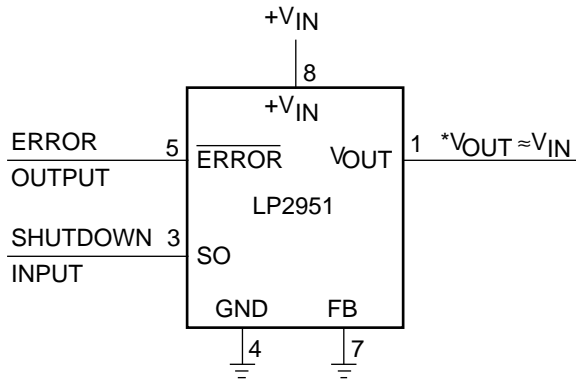 +VIN
8
+VIN
ERROR 5 ERROR VOUT 1 *VOUT ≈VIN
OUTPUT
LP2951
SHUTDOWN 3 SO
INPUT
GND FB
4 7